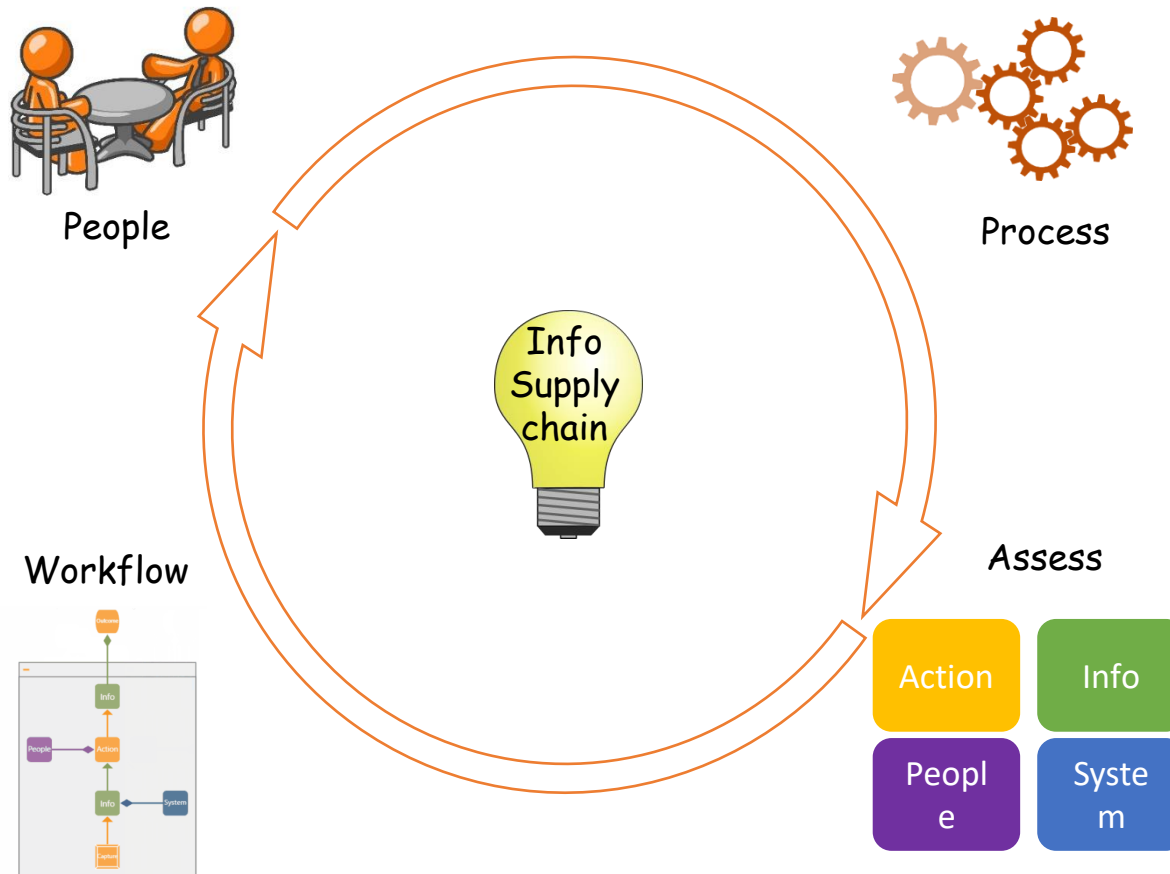 People
Process
Info
Supply
chain
Workflow
Assess
Outcome
Info
People
Action
Info
System
Capture
Action
Info
Peopl
e
Syste
m